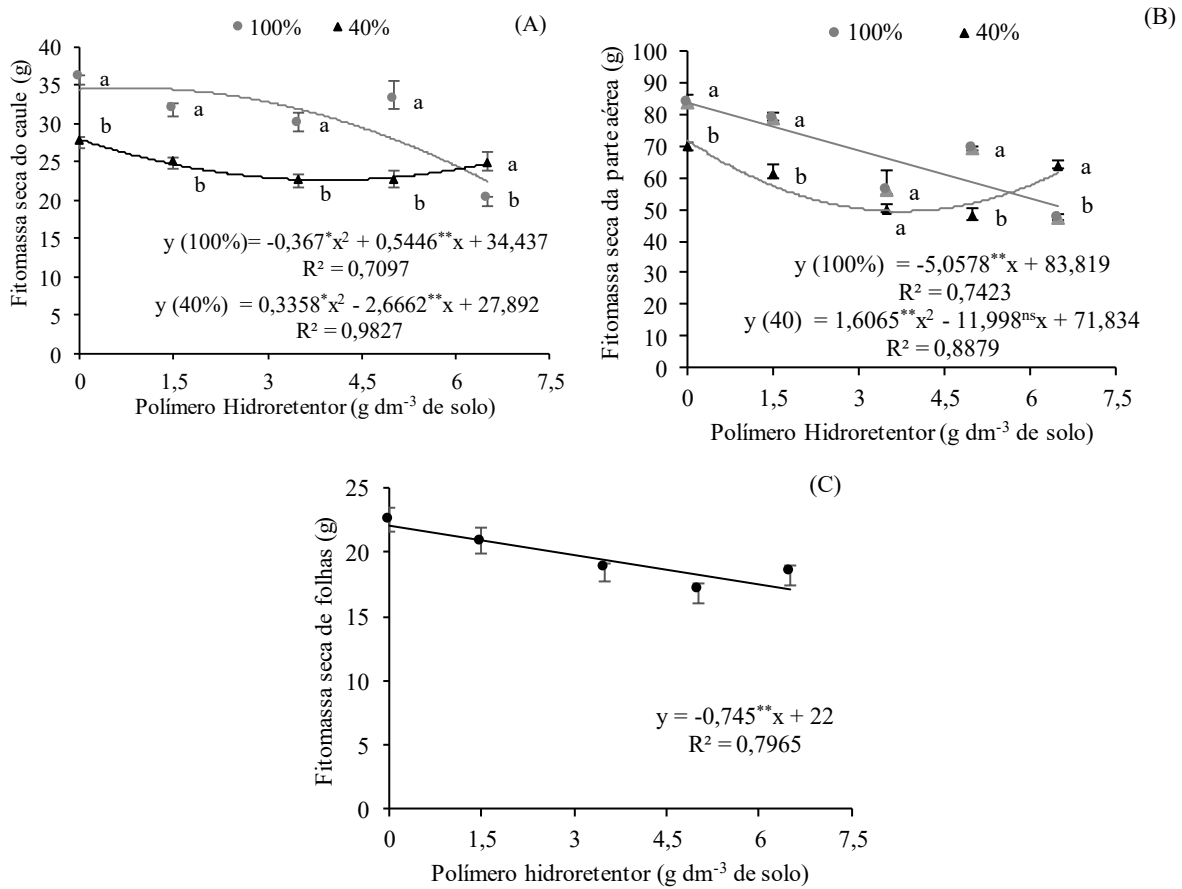 100% 40% (A)
Fitomassa seca do caule (g)
40
35
30
25
20
15
10
5
0
a
a
a
a
b
b
b
b
b
a
y (100%)= -0,367*x² + 0,5446**x + 34,437
R² = 0,7097
y (40%) = 0,3358*x² - 2,6662**x + 27,892
R² = 0,9827
0 1,5 3 4,5 6 7,5
Polímero Hidroretentor (g dm⁻³ de solo)
(B)
100% 40%
Fitomassa seca da parte aérea (g)
100
90
80
70
60
50
40
30
20
10
0
a
a
a
a
b
b
b
a
b
a
y (100%) = -5,0578**x + 83,819
R² = 0,7423
y (40) = 1,6065**x² - 11,998ⁿˢx + 71,834
R² = 0,8879
0 1,5 3 4,5 6 7,5
Polímero Hidroretentor (g dm⁻³ de solo)
(C)
Fitomassa seca de folhas (g)
25
20
15
10
5
0
y = -0,745**x + 22
R² = 0,7965
0 1,5 3 4,5 6 7,5
Polímero hidroretentor (g dm⁻³ de solo)